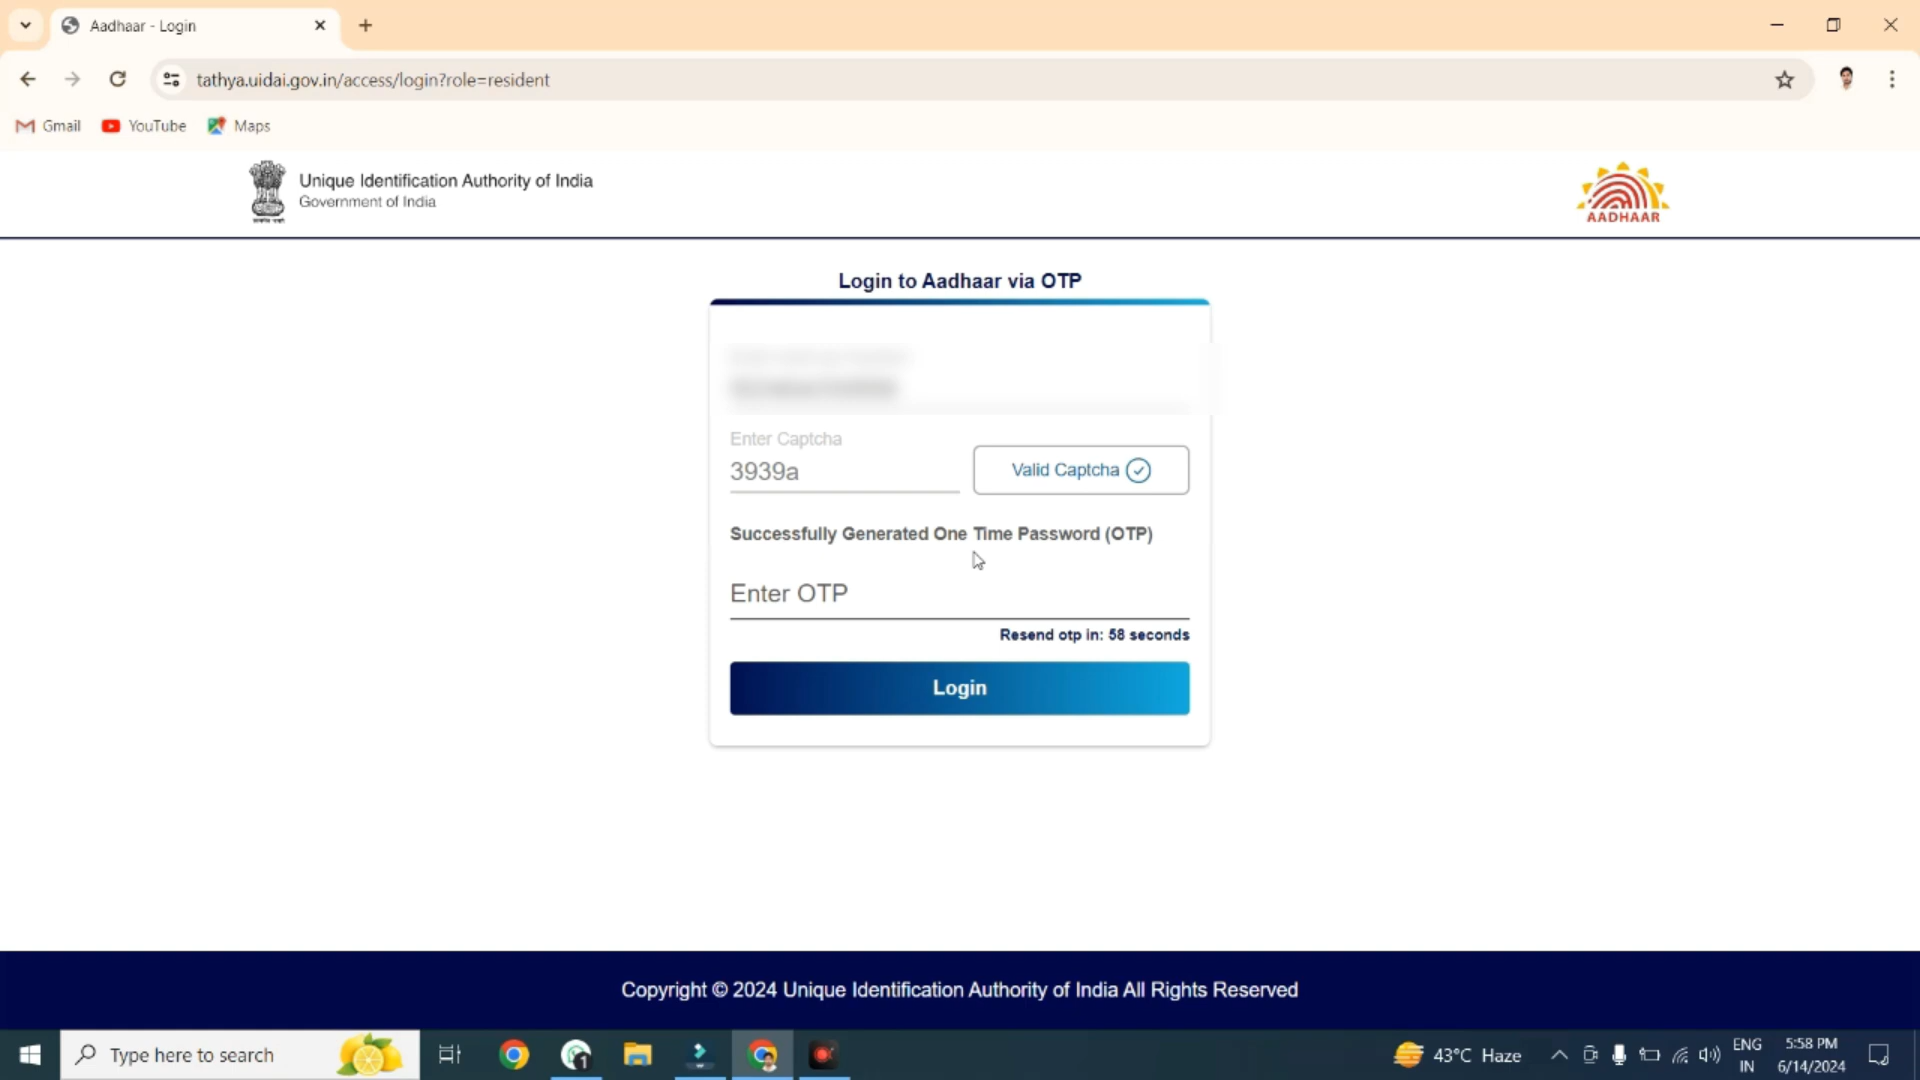 Aadhaar - Login
tathya.uidai.gov.in/access/login?role=resident
Gmail YouTube Maps
Unique Identification Authority of India
Government of India
AADHAAR
Login to Aadhaar via OTP
Enter Captcha
3939a
Valid Captcha
Successfully Generated One Time Password (OTP)
Enter OTP
Resend otp in: 58 seconds
Login
Copyright © 2024 Unique Identification Authority of India All Rights Reserved
Type here to search
1
43°C Haze
ENG
IN
5:58 PM
6/14/2024